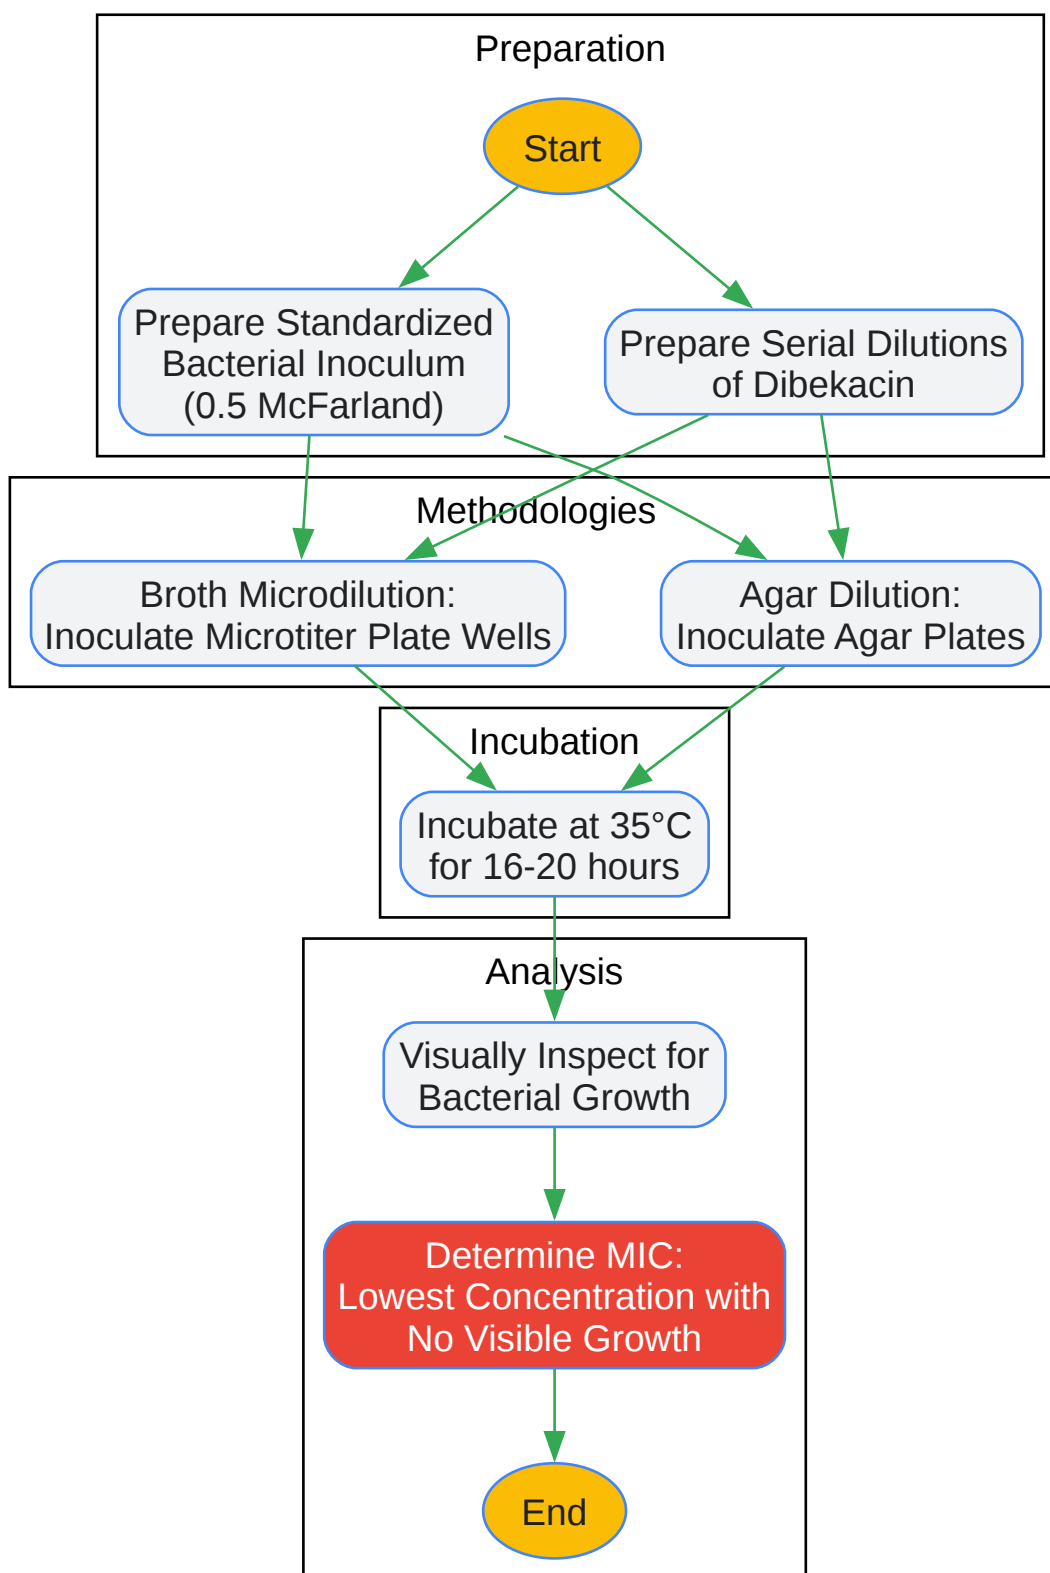 Preparation
Start
Prepare Standardized
Bacterial Inoculum
(0.5 McFarland)
Prepare Serial Dilutions
of Dibekacin
Methodologies
Broth Microdilution:
Inoculate Microtiter Plate Wells
Agar Dilution:
Inoculate Agar Plates
Incubation
Incubate at 35°C
for 16-20 hours
Analysis
Visually Inspect for
Bacterial Growth
Determine MIC:
Lowest Concentration with
No Visible Growth
End